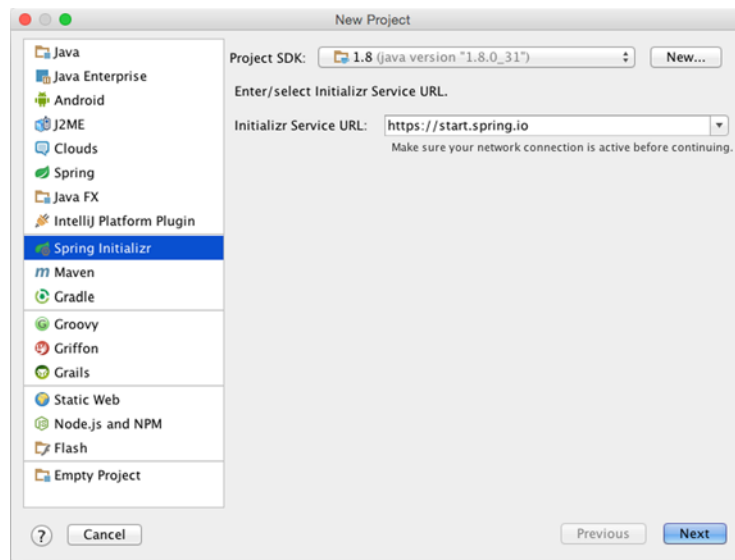 New Project
Java
Java Enterprise
Android
J2ME
Clouds
Spring
Java FX
IntelliJ Platform Plugin
Spring Initializr
Maven
Gradle
Groovy
Griffon
Grails
Static Web
Node.js and NPM
Flash
Empty Project
Project SDK: 1.8 (java version "1.8.0_31") New...
Enter/select Initializr Service URL.
Initializr Service URL: https://start.spring.io
Make sure your network connection is active before continuing.
? Cancel Previous Next